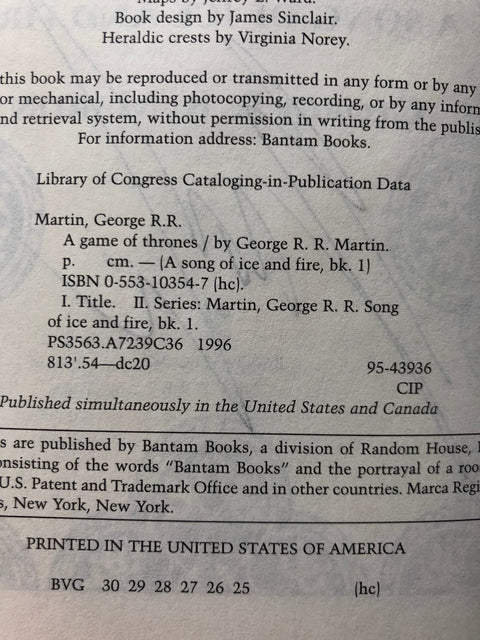 Maps by Jeffrey L. Ward.
Book design by James Sinclair.
Heraldic crests by Virginia Norey.
this book may be reproduced or transmitted in any form or by any
or mechanical, including photocopying, recording, or by any inform
nd retrieval system, without permission in writing from the publis
For information address: Bantam Books.
Library of Congress Cataloging-in-Publication Data
Martin, George R.R.
A game of thrones / by George R. R. Martin.
p. cm. — (A song of ice and fire, bk. 1)
ISBN 0-553-10354-7 (hc).
I. Title. II. Series: Martin, George R. R. Song
of ice and fire, bk. 1.
PS3563.A7239C36 1996
813'.54—dc20 95-43936
CIP
Published simultaneously in the United States and Canada
s are published by Bantam Books, a division of Random House, I
onsisting of the words "Bantam Books" and the portrayal of a roo
U.S. Patent and Trademark Office and in other countries. Marca Regi
s, New York, New York.
PRINTED IN THE UNITED STATES OF AMERICA
BVG 30 29 28 27 26 25 (hc)